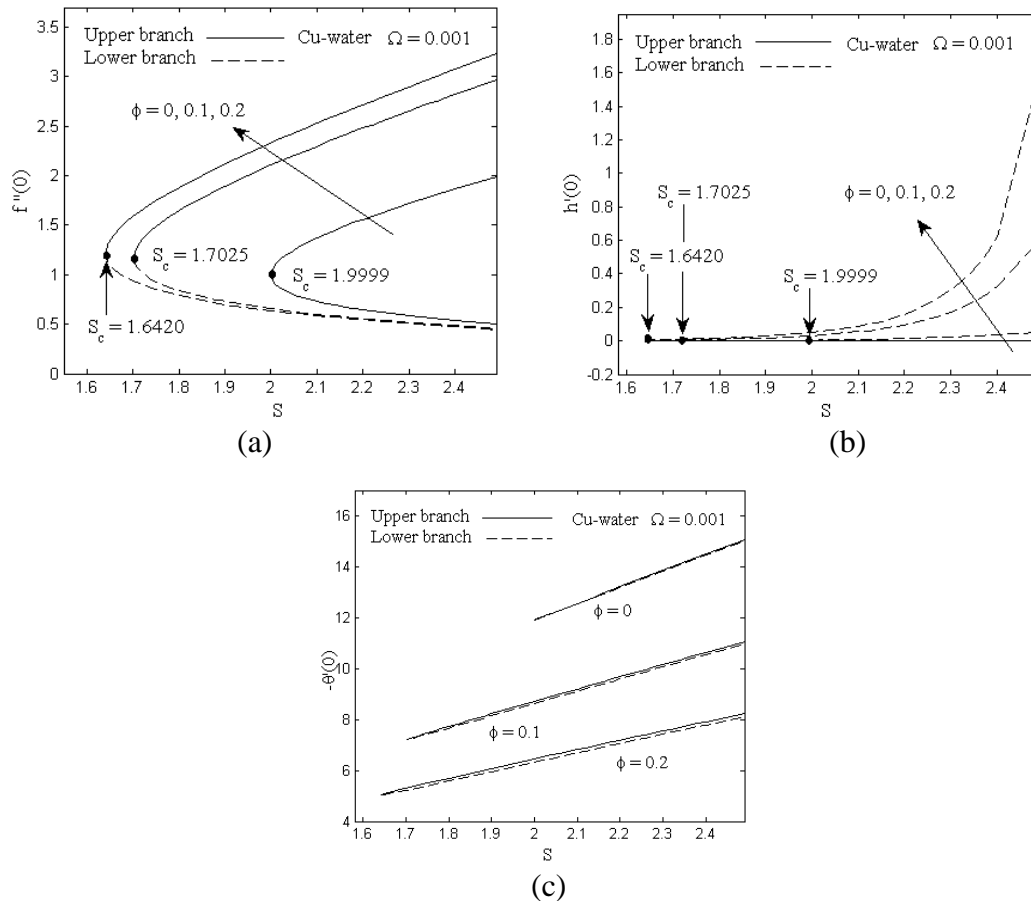 3.5
3
2.5
2
1.5
1
0.5
0
f "(0)
Upper branch Cu-water Ω = 0.001
Lower branch
ϕ = 0, 0.1, 0.2
S_c = 1.7025
S_c = 1.9999
S_c = 1.6420
1.6 1.7 1.8 1.9 2 2.1 2.2 2.3 2.4
S
(a)
1.8
1.6
1.4
1.2
1
0.8
0.6
0.4
0.2
0
-0.2
h'(0)
Upper branch Cu-water Ω = 0.001
Lower branch
S_c = 1.7025
ϕ = 0, 0.1, 0.2
S_c = 1.6420
S_c = 1.9999
1.6 1.7 1.8 1.9 2 2.1 2.2 2.3 2.4
S
(b)
16
14
12
10
8
6
4
-θ'(0)
Upper branch Cu-water Ω = 0.001
Lower branch
ϕ = 0
ϕ = 0.1
ϕ = 0.2
1.6 1.7 1.8 1.9 2 2.1 2.2 2.3 2.4
S
(c)